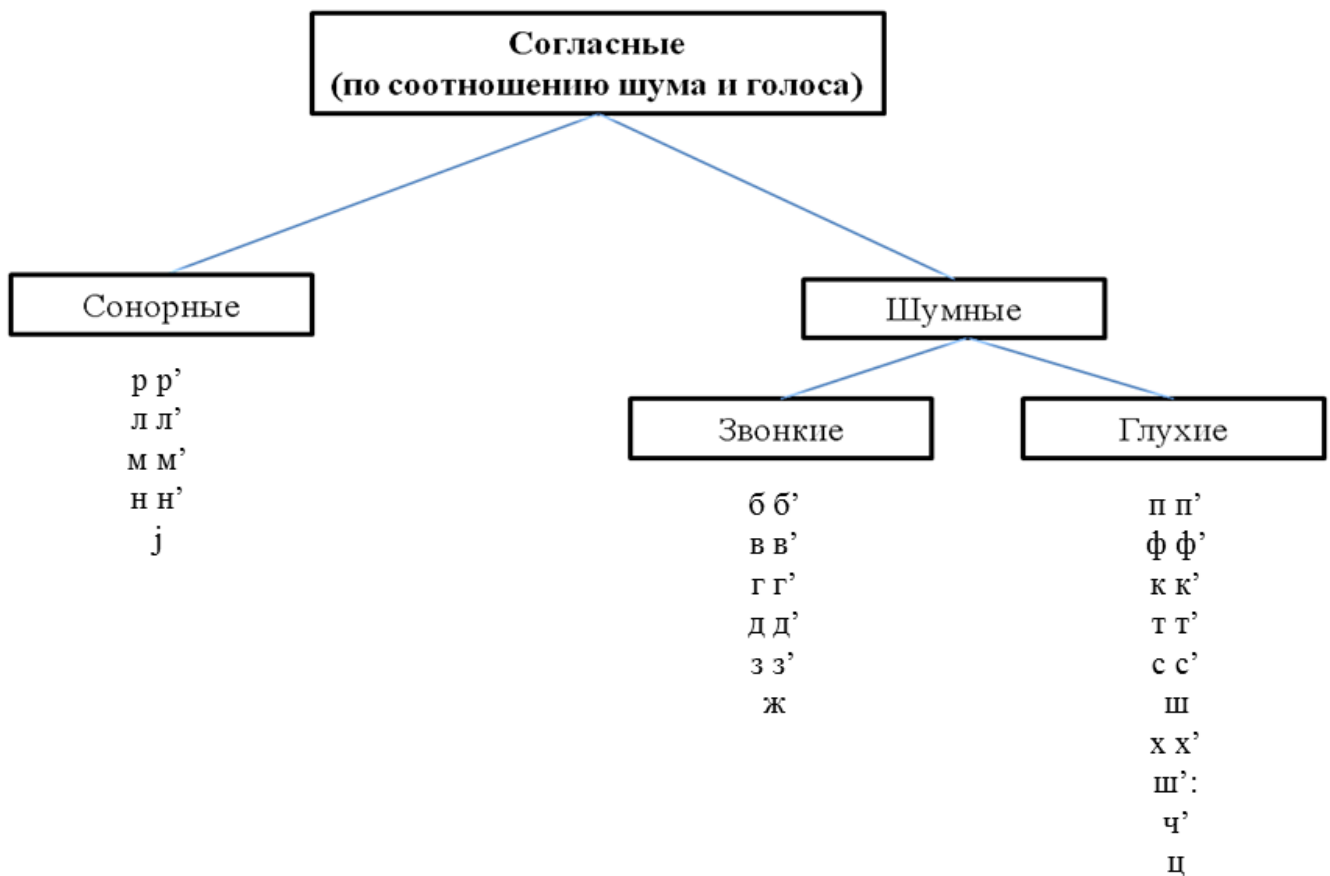 Согласные
(по соотношению шума и голоса)
Сонорные
р р’
л л’
м м’
н н’
j
Шумные
Звонкие
б б’
в в’
г г’
д д’
з з’
ж
Глухие
п п’
ф ф’
к к’
т т’
с с’
ш
х х’
ш’:
ч’
ц